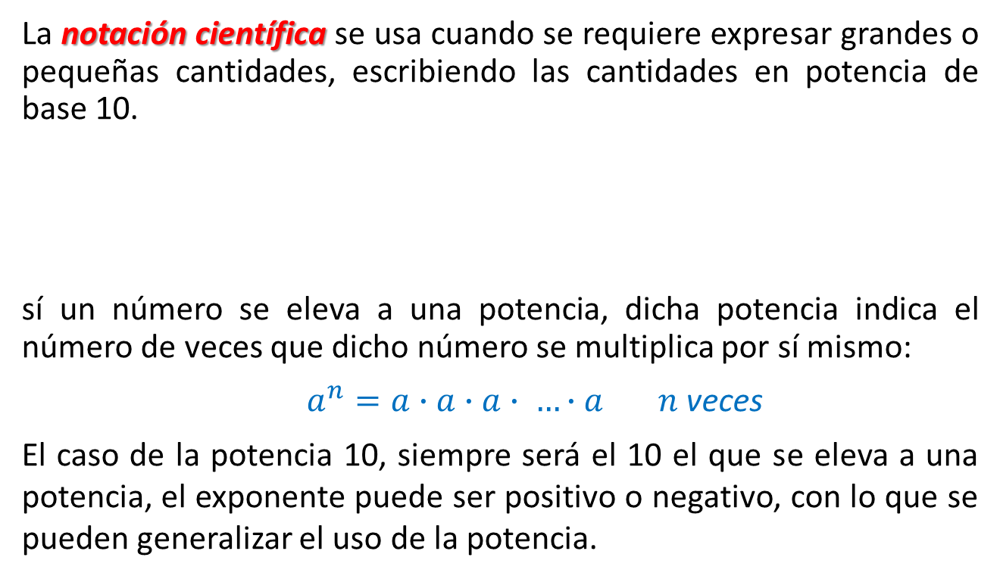 La notación científica se usa cuando se requiere expresar grandes o
pequeñas cantidades, escribiendo las cantidades en potencia de
base 10.
sí un número se eleva a una potencia, dicha potencia indica el
número de veces que dicho número se multiplica por sí mismo:
aⁿ = a · a · a · … · a n veces
El caso de la potencia 10, siempre será el 10 el que se eleva a una
potencia, el exponente puede ser positivo o negativo, con lo que se
pueden generalizar el uso de la potencia.